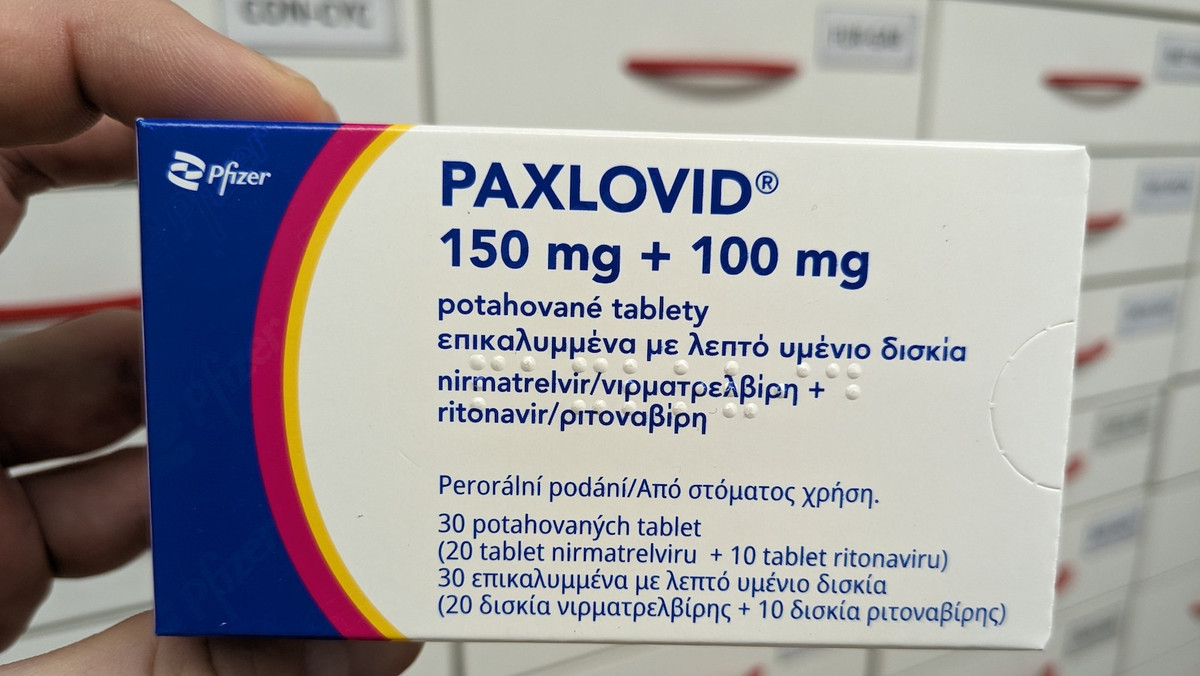 CON-CYC
Pfizer
PAXLOVID®
150 mg + 100 mg
potahované tablety
επικαλυμμένα με λεπτό υμένιο δισκία
nirmatrelvir/νιρματρελβίρη +
ritonavir/ριτοναβίρη
Perorální podání/Από στόματος χρήση.
30 potahovaných tablet
(20 tablet nirmatrelviru + 10 tablet ritonaviru)
30 επικαλυμμένα με λεπτό υμένιο δισκία
(20 δισκία νιρματρελβίρης + 10 δισκία ριτοναβίρης)